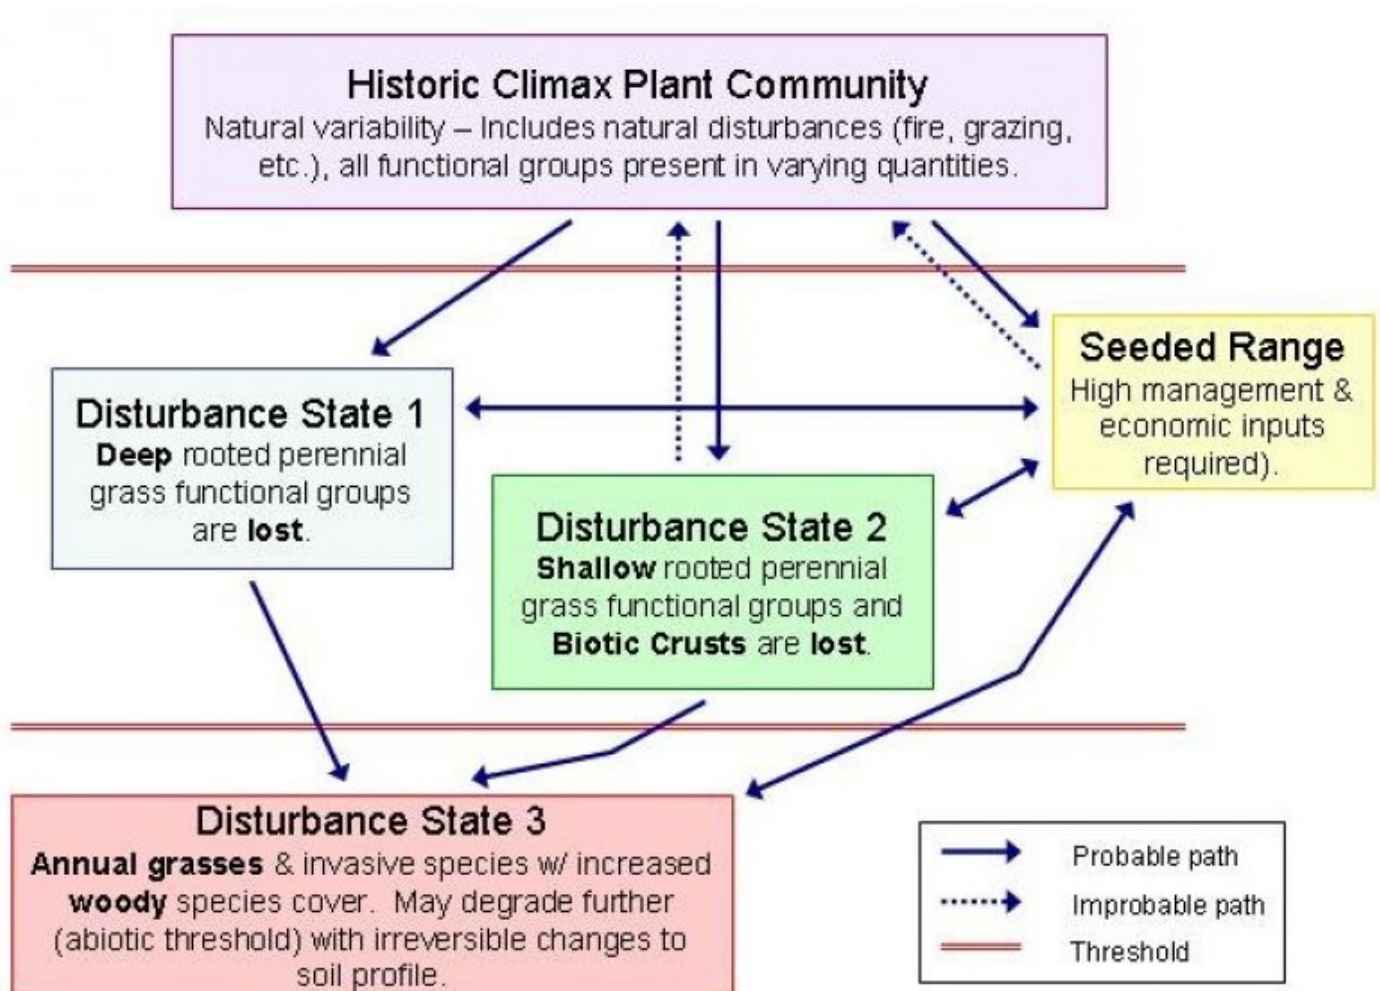 Historic Climax Plant Community
Natural variability – Includes natural disturbances (fire, grazing,
etc.), all functional groups present in varying quantities.
Seeded Range
High management &
economic inputs
required).
Disturbance State 1
Deep rooted perennial
grass functional groups
are lost.
Disturbance State 2
Shallow rooted perennial
grass functional groups and
Biotic Crusts are lost.
Disturbance State 3
Annual grasses & invasive species w/ increased
woody species cover.  May degrade further
(abiotic threshold) with irreversible changes to
soil profile.
Probable path
Improbable path
Threshold